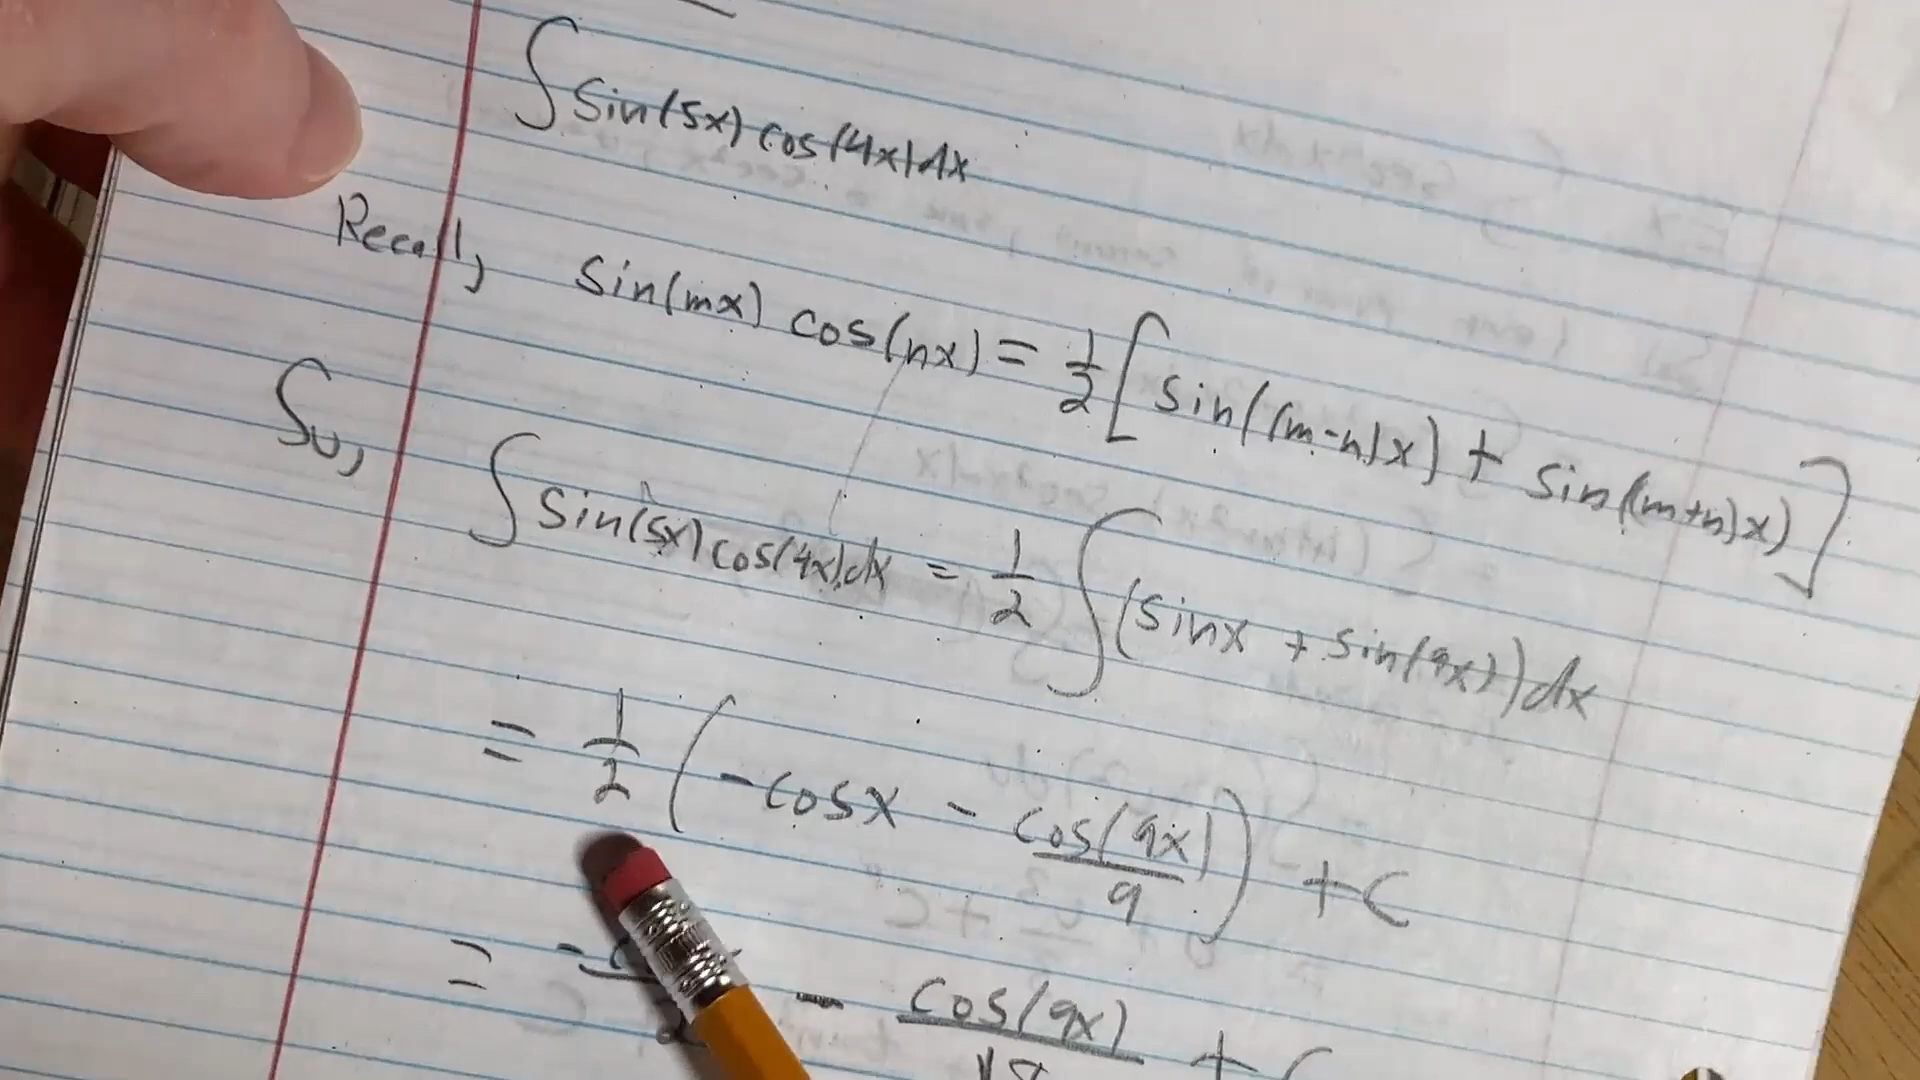 ∫ sin(5x) cos(4x) dx
Recall, sin(mx) cos(nx) = 1/2 [ sin((m-n)x) + sin((m+n)x) ]
So, ∫ sin(5x) cos(4x) dx = 1/2 ∫ (sinx + sin(9x)) dx
= 1/2 ( -cosx - cos(9x)/9 ) + C
= - - cos(9x)/18 + C